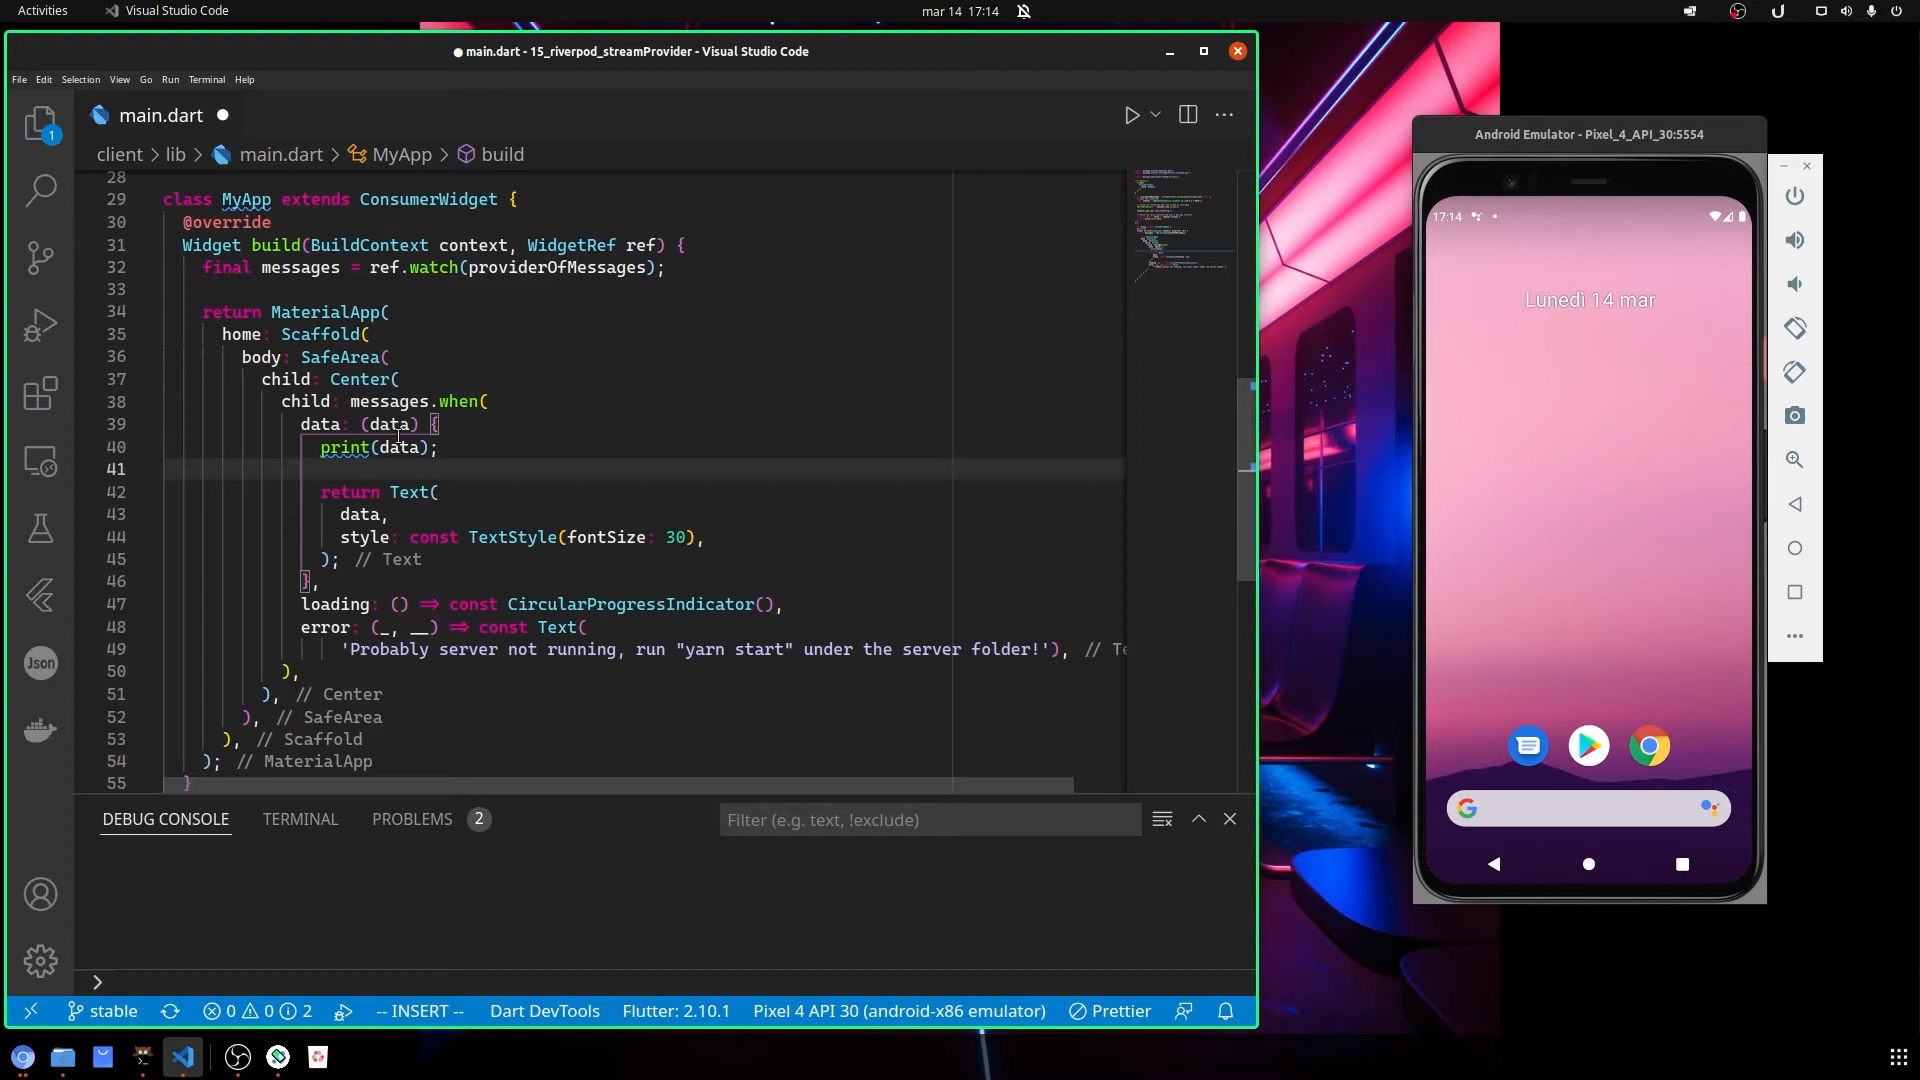 Activities
Visual Studio Code
mar 14 17:14
main.dart - 15_riverpod_streamProvider - Visual Studio Code
File Edit Selection View Go Run Terminal Help
main.dart
client > lib > main.dart > MyApp > build
28
29 class MyApp extends ConsumerWidget {
30 @override
31 Widget build(BuildContext context, WidgetRef ref) {
32 final messages = ref.watch(providerOfMessages);
33
34 return MaterialApp(
35 home: Scaffold(
36 body: SafeArea(
37 child: Center(
38 child: messages.when(
39 data: (data) {
40 print(data);
41
42 return Text(
43 data,
44 style: const TextStyle(fontSize: 30),
45 ); // Text
46 },
47 loading: () => const CircularProgressIndicator(),
48 error: (_, __) => const Text(
49 'Probably server not running, run "yarn start" under the server folder!'), // Te
50 ),
51 ), // Center
52 ), // SafeArea
53 ), // Scaffold
54 ); // MaterialApp
55 }
1
Json
DEBUG CONSOLE TERMINAL PROBLEMS 2
Filter (e.g. text, !exclude)
stable 0 0 2 -- INSERT -- Dart DevTools Flutter: 2.10.1 Pixel 4 API 30 (android-x86 emulator) Prettier
Android Emulator - Pixel_4_API_30:5554
17:14
Lunedì 14 mar